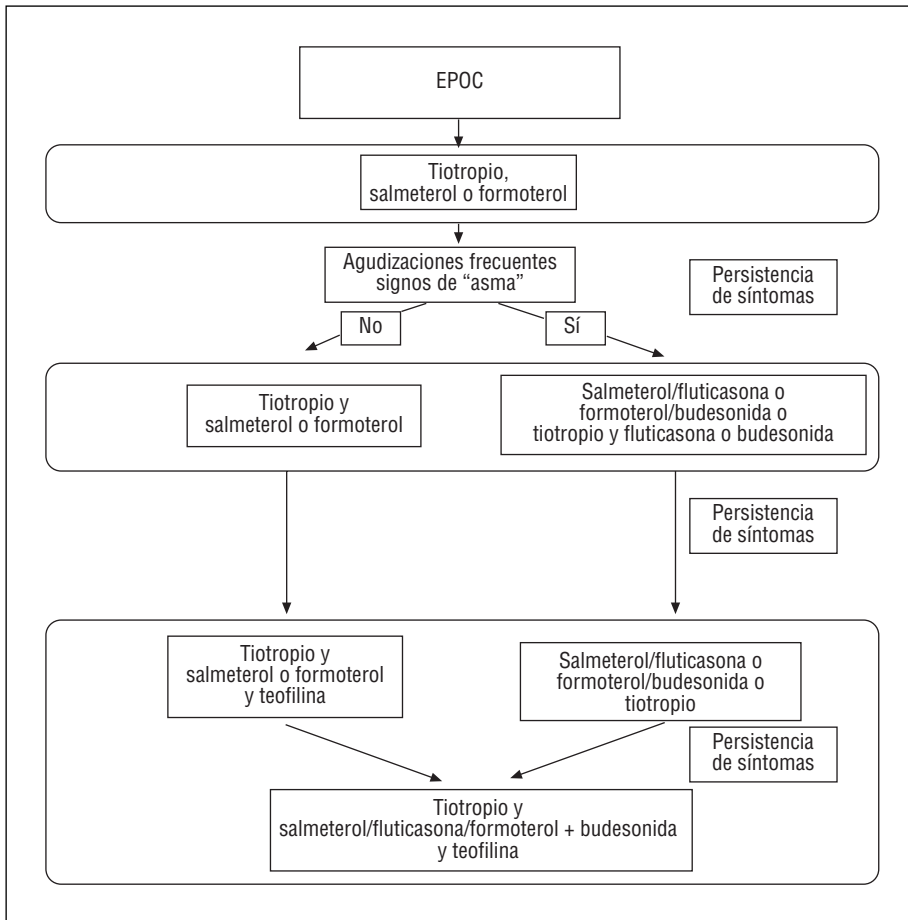 EPOC
Tiotropio,
salmeterol o formoterol
Agudizaciones frecuentes
signos de “asma”
Persistencia
de síntomas
No
Sí
Tiotropio y
salmeterol o formoterol
Salmeterol/fluticasona o
formoterol/budesonida o
tiotropio y fluticasona o budesonida
Persistencia
de síntomas
Tiotropio y
salmeterol o formoterol
y teofilina
Salmeterol/fluticasona o
formoterol/budesonida o
tiotropio
Persistencia
de síntomas
Tiotropio y
salmeterol/fluticasona/formoterol + budesonida
y teofilina